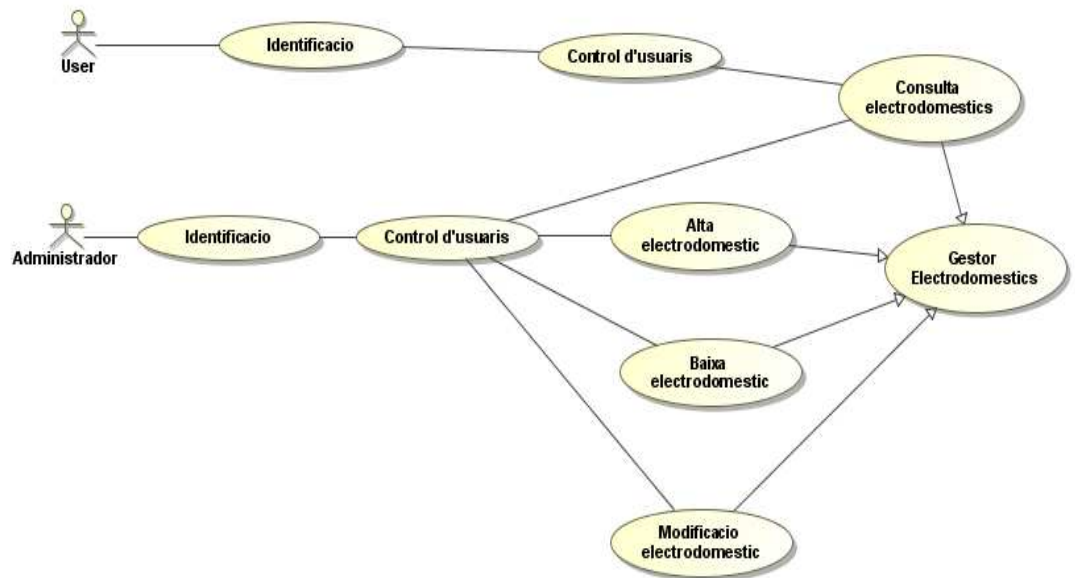 Identificacio
Control d'usuaris
User
Consulta
electrodomestics
Identificacio
Control d'usuaris
Alta
electrodomestic
Administrador
Gestor
Electrodomestics
Baixa
electrodomestic
Modificacio
electrodomestic